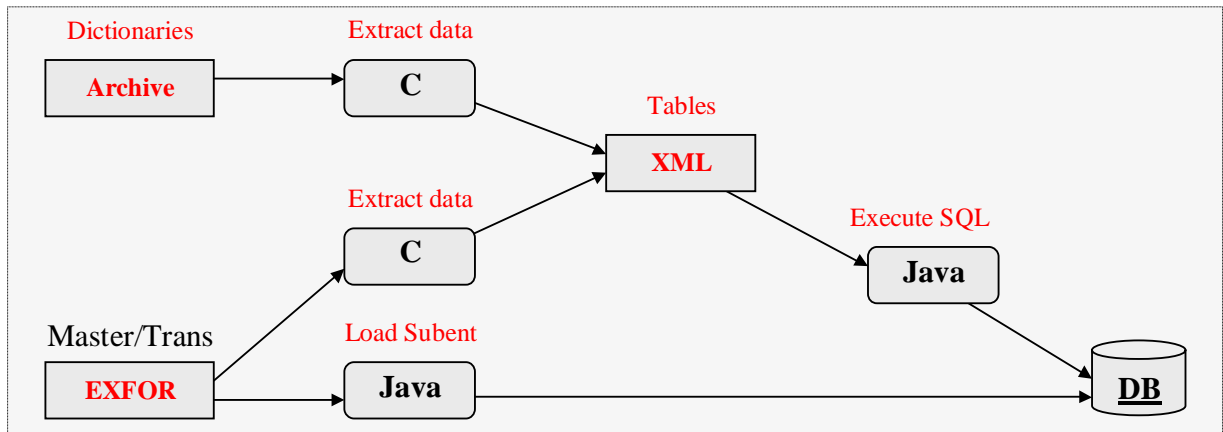 Dictionaries
Extract data
Archive
C
Tables
XML
Extract data
C
Execute SQL
Java
Master/Trans
Load Subent
EXFOR
Java
DB